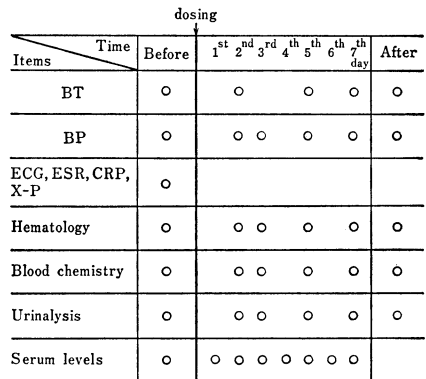 dosing
Time
Items
Before
1st 2nd 3rd 4th 5th 6th 7th day
After
BT ○ ○ ○ ○ ○
BP ○ ○ ○ ○ ○ ○
ECG, ESR, CRP,
X-P ○
Hematology ○ ○ ○ ○ ○ ○
Blood chemistry ○ ○ ○ ○ ○ ○
Urinalysis ○ ○ ○ ○ ○ ○
Serum levels ○ ○ ○ ○ ○ ○ ○ ○